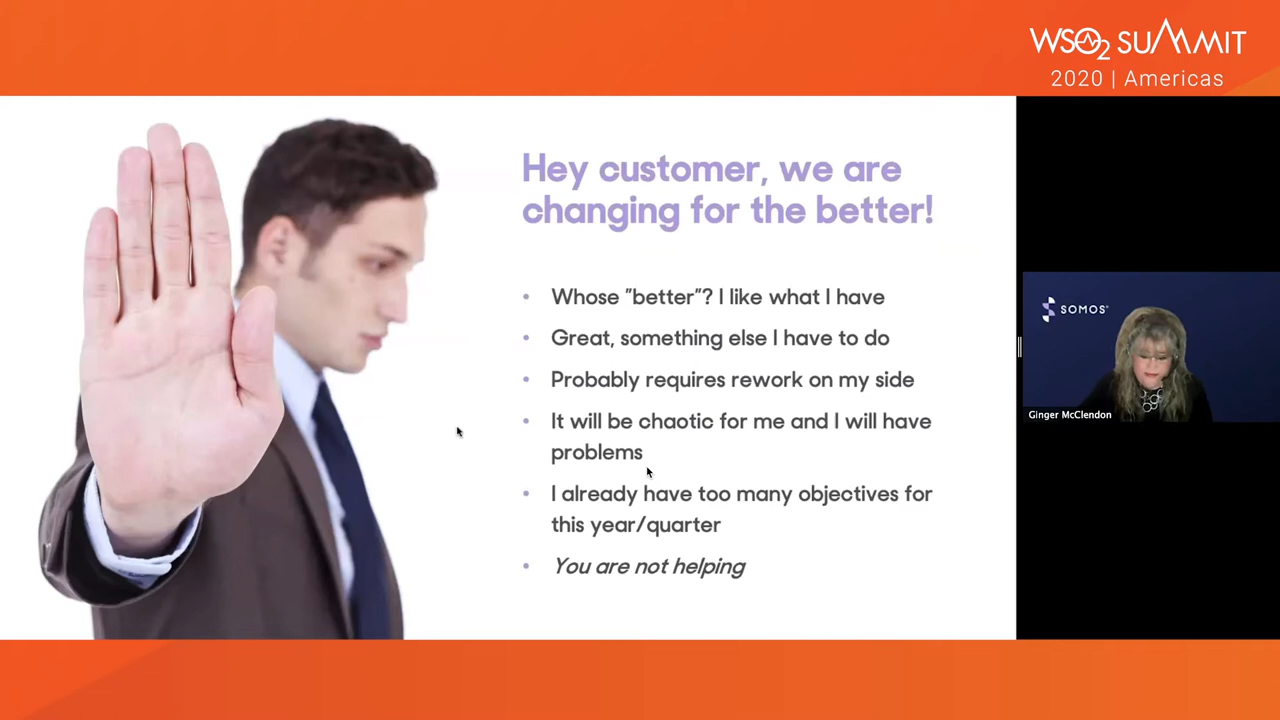 WSO2 SUMMIT
2020 | Americas
Hey customer, we are
changing for the better!
• Whose "better"? I like what I have
• Great, something else I have to do
• Probably requires rework on my side
• It will be chaotic for me and I will have
problems
• I already have too many objectives for
this year/quarter
• You are not helping
SOMOS®
Ginger McClendon